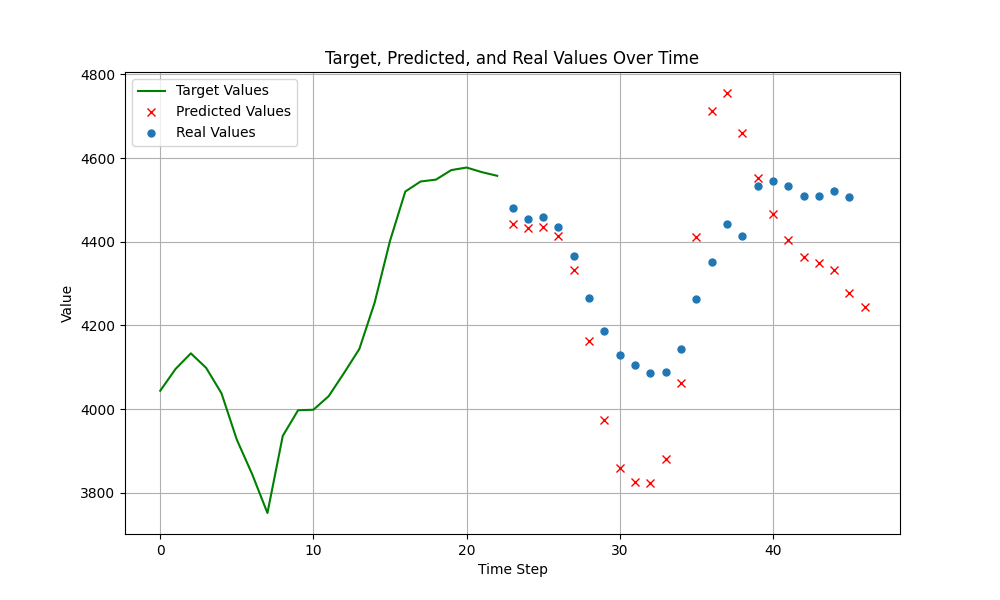 Target, Predicted, and Real Values Over Time
Target Values
Predicted Values
Real Values
4800
4600
4400
4200
4000
3800
Value
0 10 20 30 40
Time Step